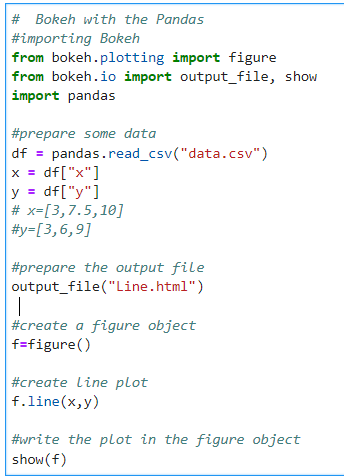 #  Bokeh with the Pandas
#importing Bokeh
from bokeh.plotting import figure
from bokeh.io import output_file, show
import pandas

#prepare some data
df = pandas.read_csv("data.csv")
x = df["x"]
y = df["y"]
# x=[3,7.5,10]
#y=[3,6,9]

#prepare the output file
output_file("Line.html")

#create a figure object
f=figure()

#create line plot
f.line(x,y)

#write the plot in the figure object
show(f)